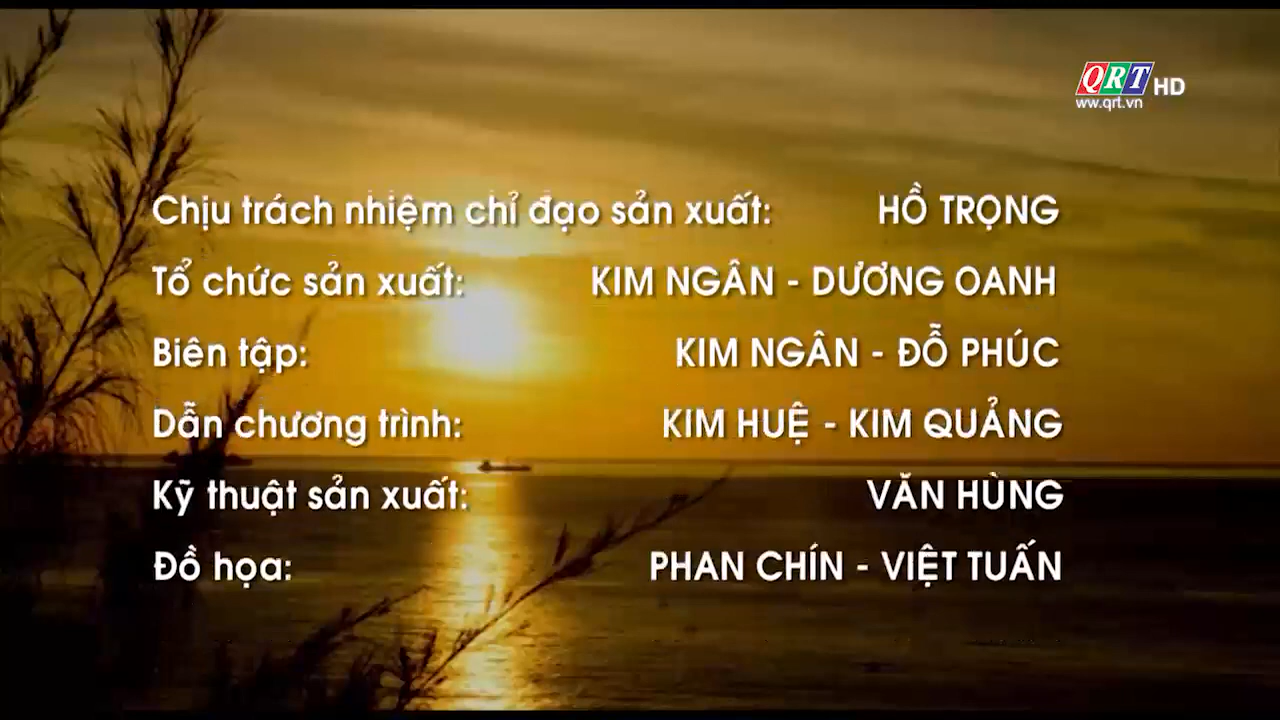 QRT HD
ww.qrt.vn
Chịu trách nhiệm chỉ đạo sản xuất: HỒ TRỌNG
Tổ chức sản xuất: KIM NGÂN - DƯƠNG OANH
Biên tập: KIM NGÂN - ĐỖ PHÚC
Dẫn chương trình: KIM HUỆ - KIM QUẢNG
Kỹ thuật sản xuất: VĂN HÙNG
Đồ họa: PHAN CHÍN - VIỆT TUẤN